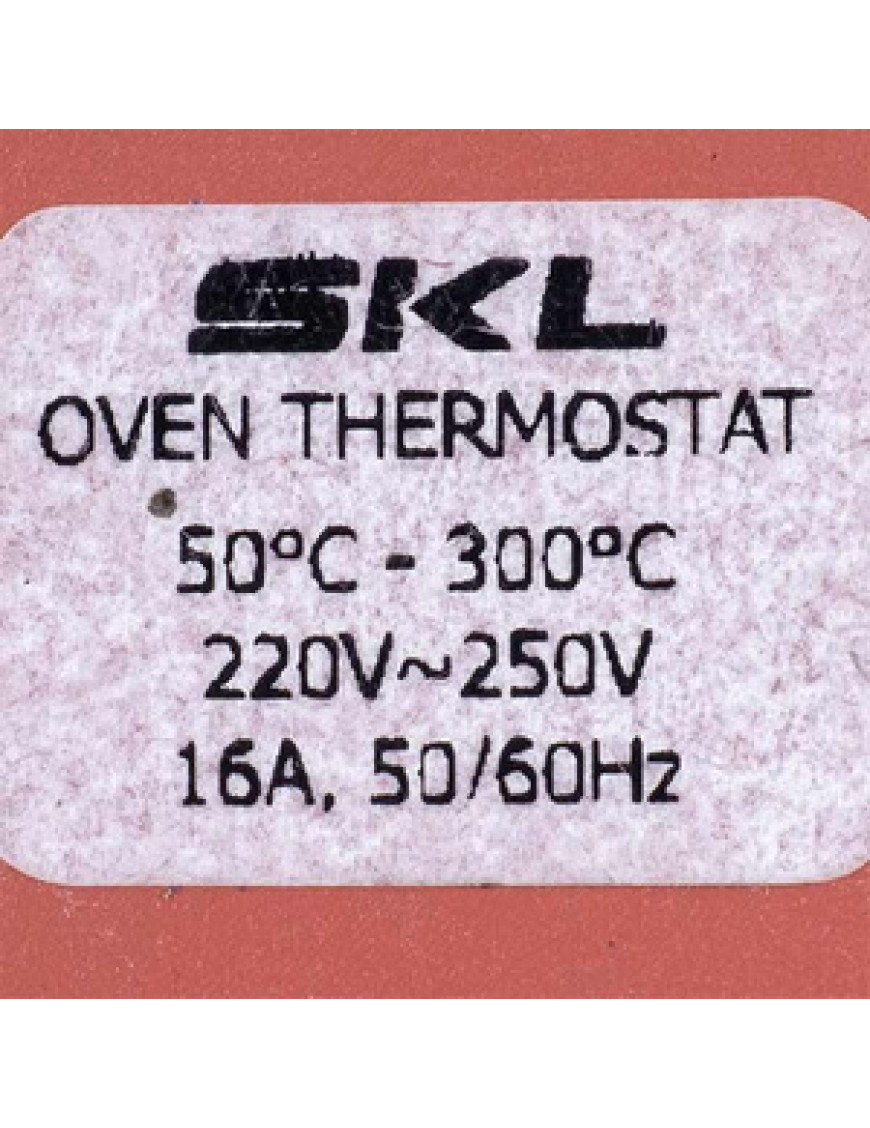 SKL
OVEN THERMOSTAT
50°C - 300°C
220V~250V
16A, 50/60Hz